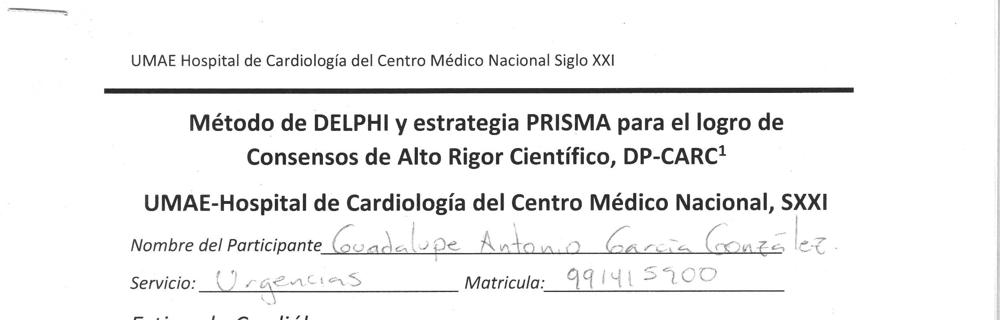 UMAE Hospital de Cardiología del Centro Médico Nacional Siglo XXI
Método de DELPHI y estrategia PRISMA para el logro de
Consensos de Alto Rigor Científico, DP-CARC¹
UMAE-Hospital de Cardiología del Centro Médico Nacional, SXXI
Nombre del Participante Guadalupe Antonio García González.
Servicio: Urgencias Matricula: 991415900